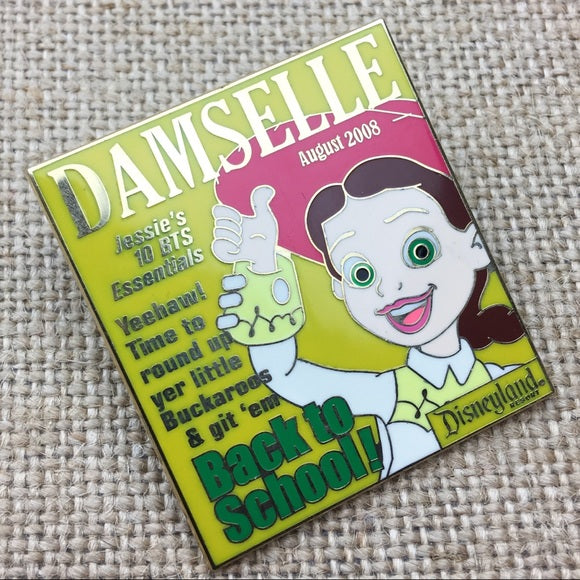 DAMSELLE
August 2008
Jessie's
10 BTS
Essentials
Yeehaw!
Time to
round up
yer little
Buckaroos
& git 'em
Back to
School!
Disneyland®
RESORT